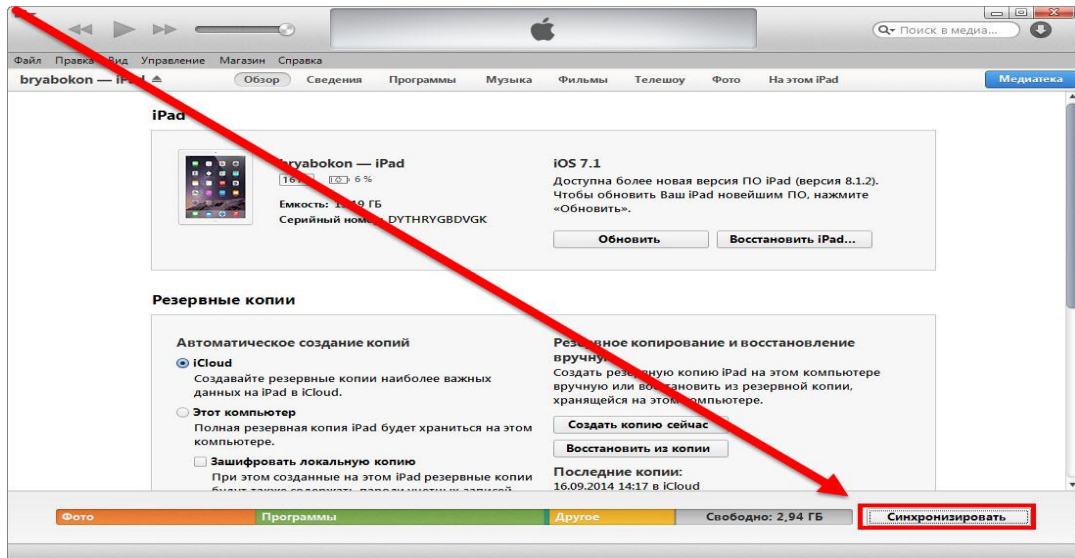 Поиск в медиа...
Файл Правка Вид Управление Магазин Справка
bryabokon — iPad Обзор Сведения Программы Музыка Фильмы Телешоу Фото На этом iPad Медиатека
iPad
bryabokon — iPad
6 %
Емкость: ГБ
Серийный номер: DYTHRYGBDVGK
iOS 7.1
Доступна более новая версия ПО iPad (версия 8.1.2).
Чтобы обновить Ваш iPad новейшим ПО, нажмите
«Обновить».
Обновить Восстановить iPad...
Резервные копии
Автоматическое создание копий
iCloud
Создавайте резервные копии наиболее важных
данных на iPad в iCloud.
Этот компьютер
Полная резервная копия iPad будет храниться на этом
компьютере.
Зашифровать локальную копию
При этом созданные на этом iPad резервные копии
будут также содержать пароли учетных записей
Резервное копирование и восстановление
вручную
Создать резервную копию iPad на этом компьютере
вручную или восстановить из резервной копии,
хранящейся на этом компьютере.
Создать копию сейчас
Восстановить из копии
Последние копии:
16.09.2014 14:17 в iCloud
Фото Программы Другое Свободно: 2,94 ГБ Синхронизировать